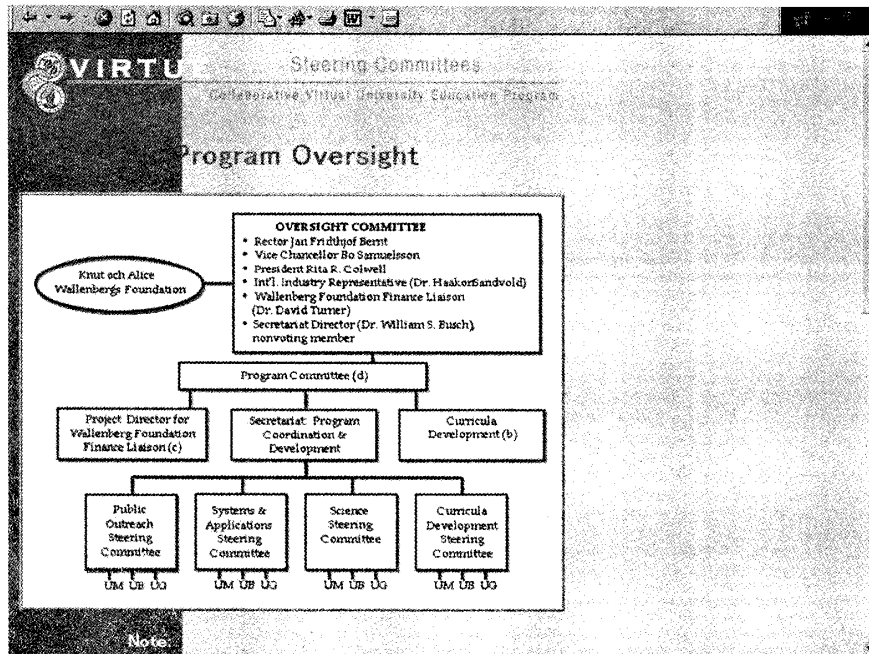 VIRTU
Steering Committees
Collaborative Virtual University Education Program
Program Oversight
OVERSIGHT COMMITTEE
• Rector Jan Fridthjof Bernt
• Vice Chancellor Bo Samuelsson
• President Rita R. Colwell
• Int'l. Industry Representative (Dr. HaakonSandvold)
• Wallenberg Foundation Finance Liaison
(Dr. David Turner)
• Secretariat Director (Dr. William S. Busch),
nonvoting member
Knut och Alice
Wallenbergs Foundation
Program Committee (d)
Project Director for
Wallenberg Foundation
Finance Liaison (c)
Secretariat: Program
Coordination &
Development
Curricula
Development (b)
Public
Outreach
Steering
Committee
Systems &
Applications
Steering
Committee
Science
Steering
Committee
Curricula
Development
Steering
Committee
UM UB UG
UM UB UG
UM UB UG
UM UB UG
Note: